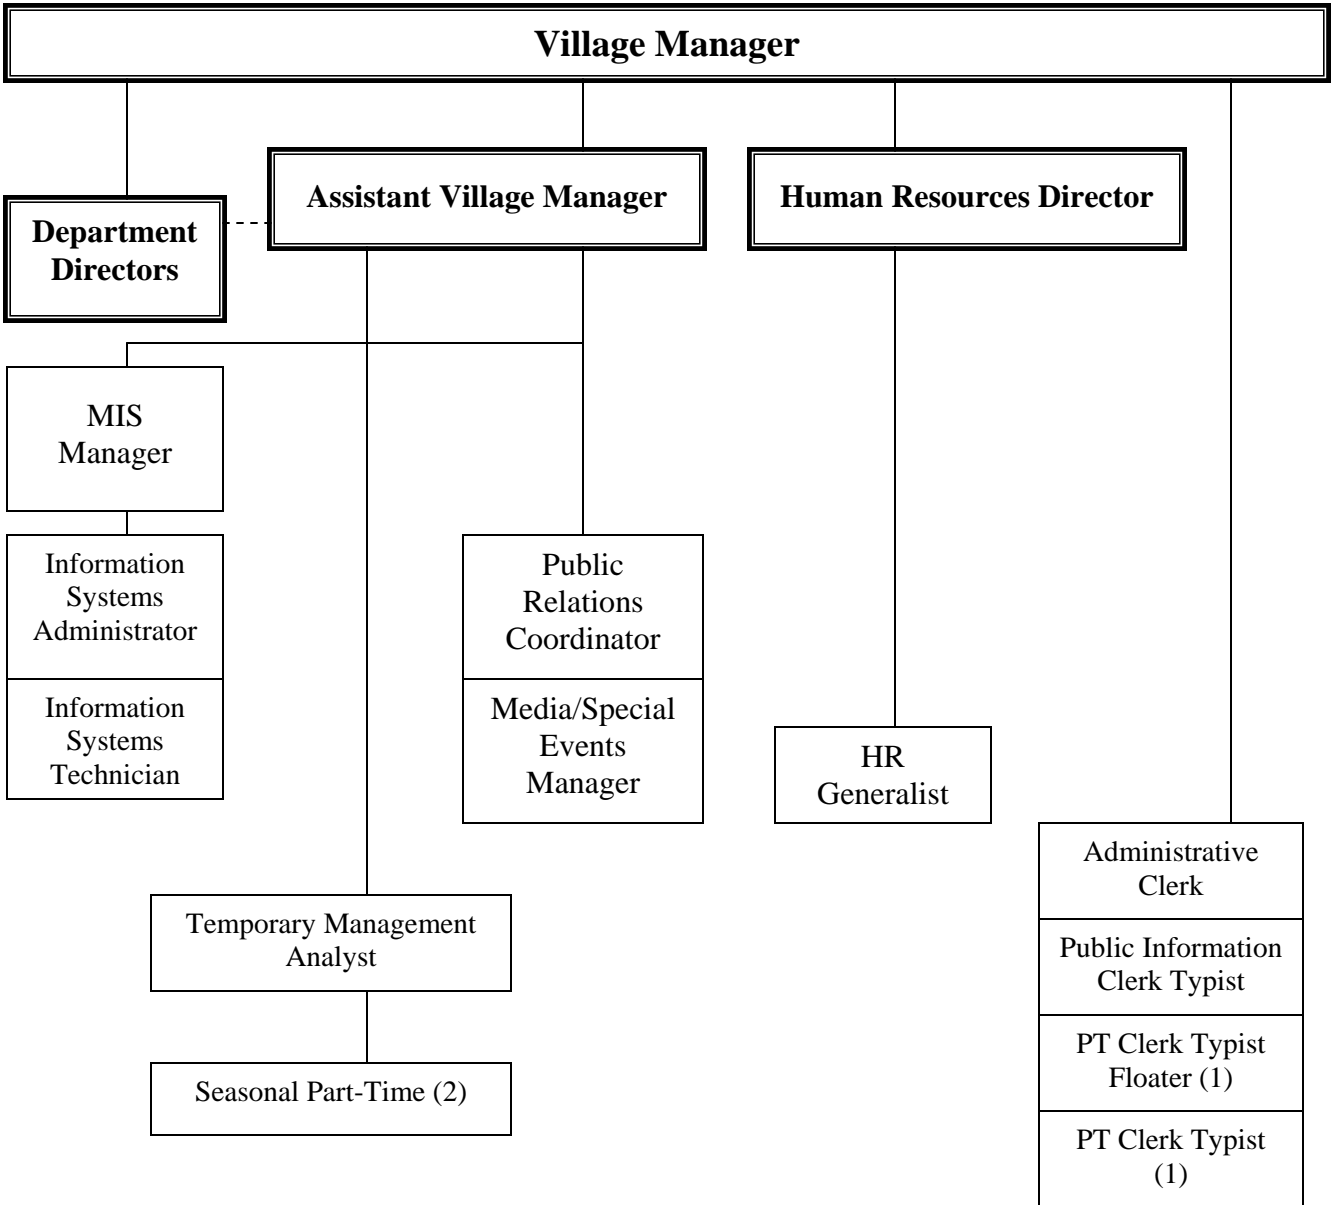 Village Manager
Assistant Village Manager
Human Resources Director
Department
Directors
MIS
Manager
Information
Systems
Administrator
Information
Systems
Technician
Public
Relations
Coordinator
Media/Special
Events
Manager
HR
Generalist
Temporary Management
Analyst
Seasonal Part-Time (2)
Administrative
Clerk
Public Information
Clerk Typist
PT Clerk Typist
Floater (1)
PT Clerk Typist
(1)